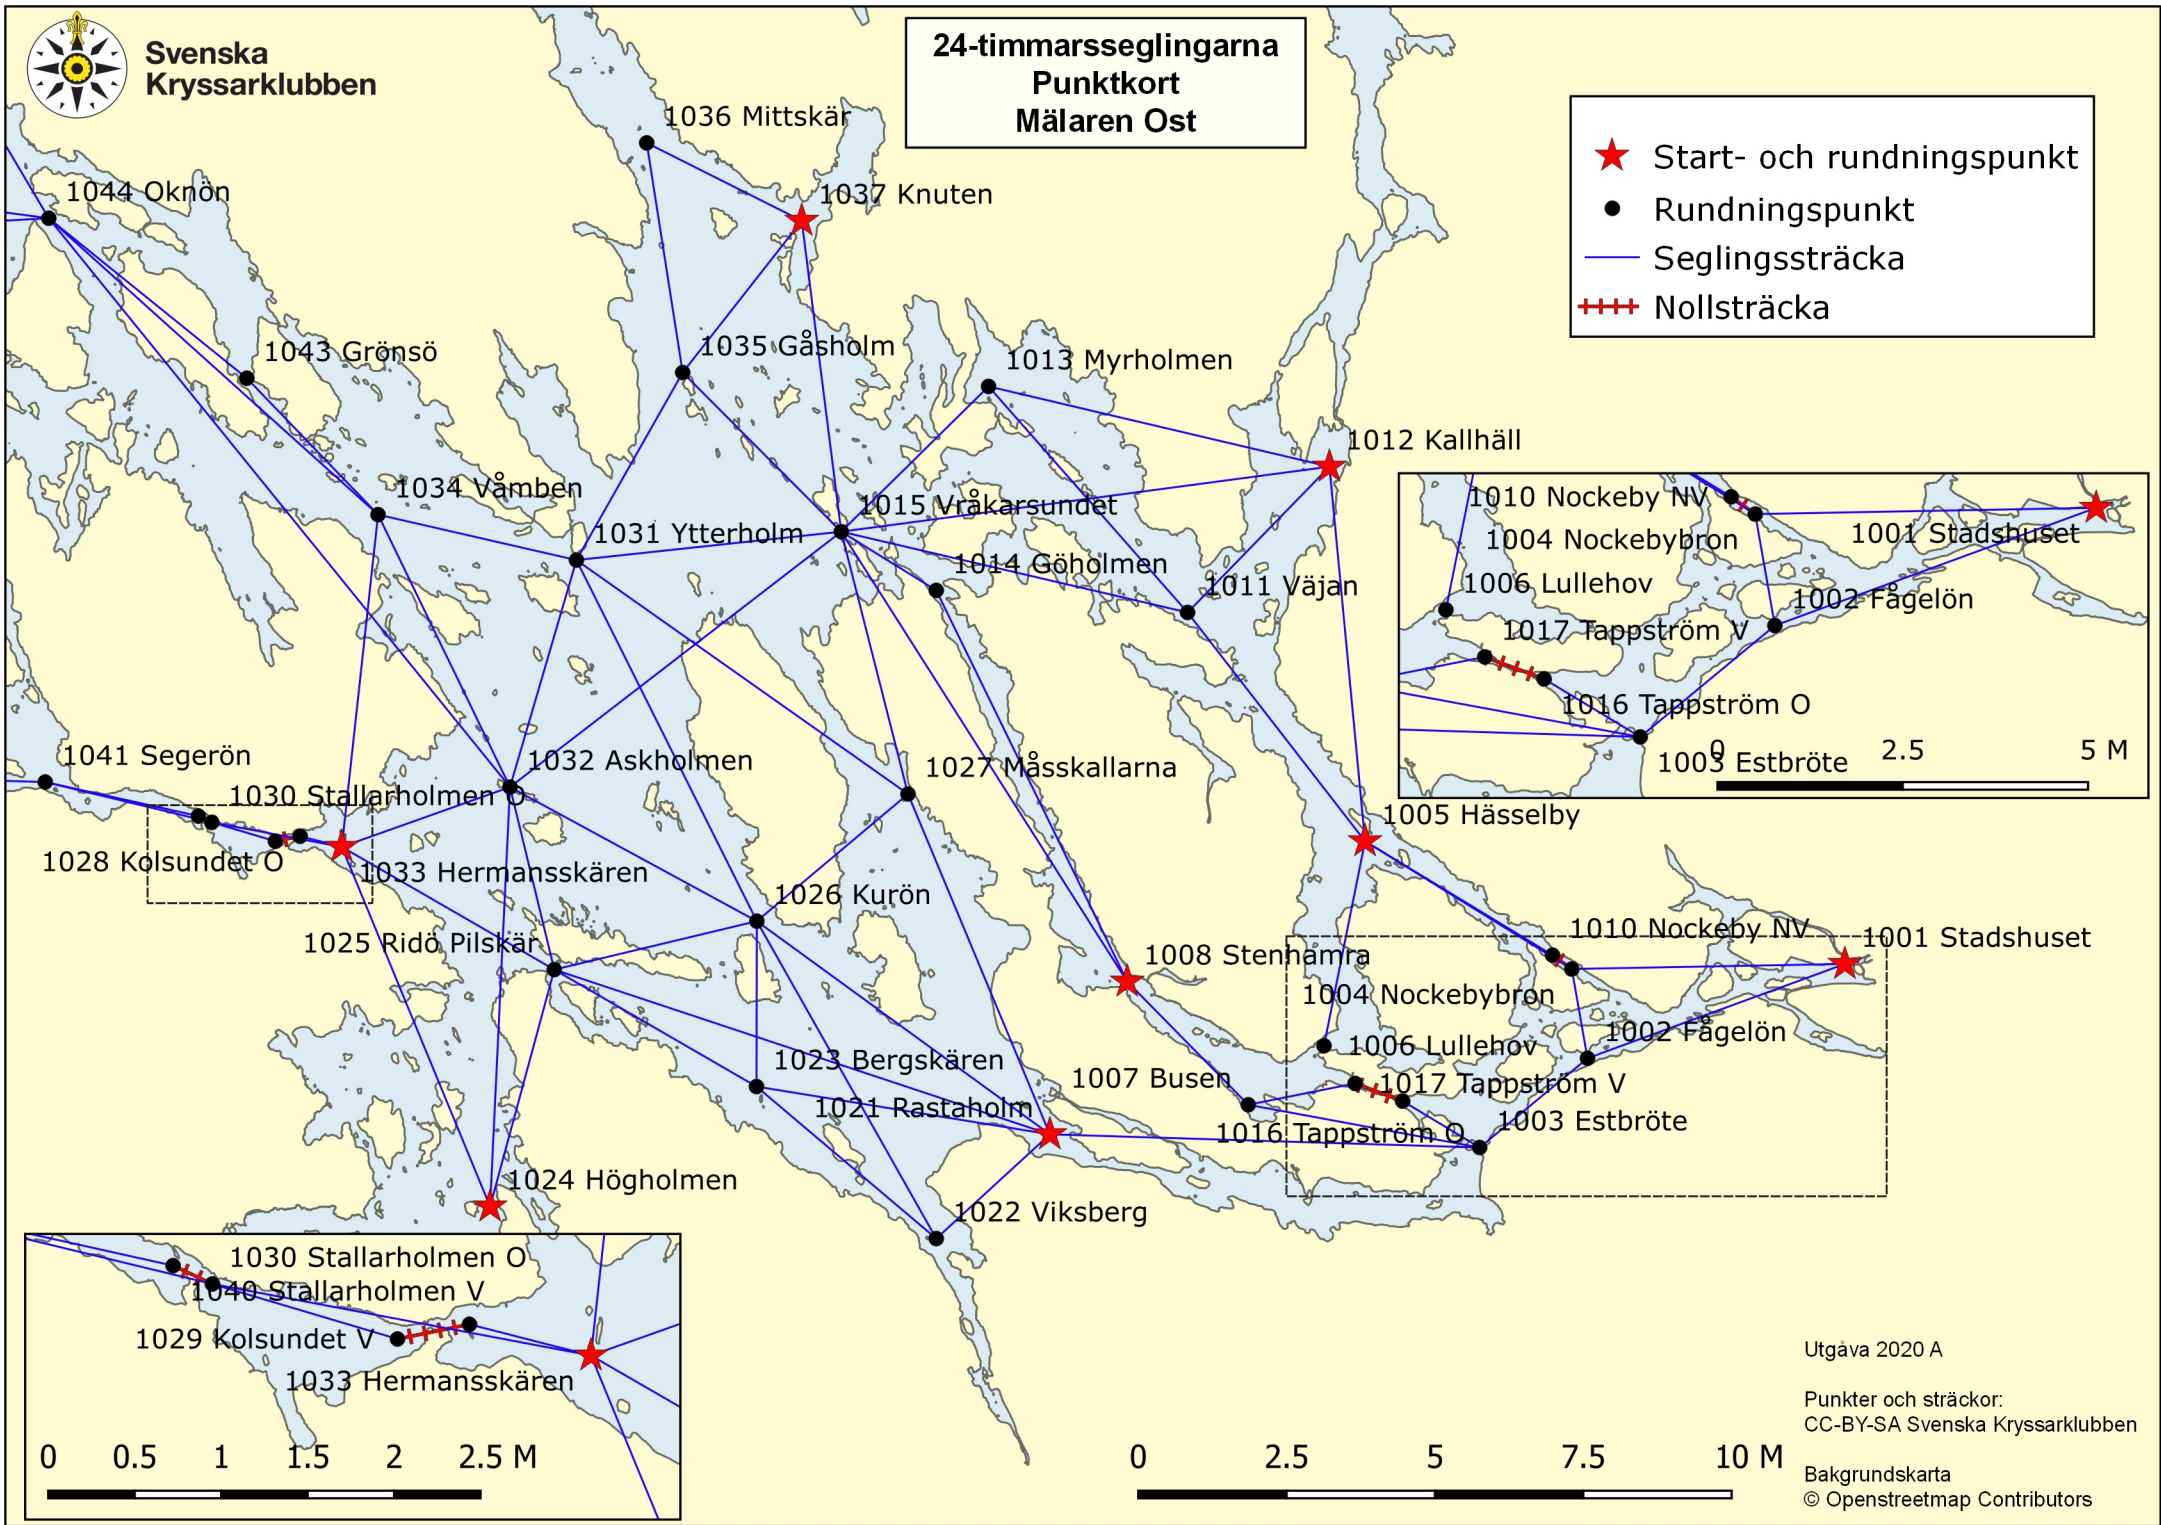 Svenska
Kryssarklubben
24-timmarsseglingarna
Punktkort
Mälaren Ost
Start- och rundningspunkt
Rundningspunkt
Seglingssträcka
Nollsträcka
1036 Mittskär
1044 Oknön
1037 Knuten
1043 Grönsö
1035 Gåsholm
1013 Myrholmen
1012 Kallhäll
1034 Våmben
1015 Vråkarsundet
1031 Ytterholm
1014 Göholmen
1011 Väjan
1010 Nockeby NV
1004 Nockebybron
1001 Stadshuset
1006 Lullehov
1002 Fågelön
1017 Tappström V
1016 Tappström O
1003 Estbröte
0 2.5 5 M
1041 Segerön
1032 Askholmen
1027 Måsskallarna
1030 Stallarholmen O
1005 Hässelby
1028 Kolsundet O
1033 Hermansskären
1026 Kurön
1025 Ridö Pilskär
1010 Nockeby NV
1001 Stadshuset
1008 Stenhamra
1004 Nockebybron
1002 Fågelön
1006 Lullehov
1023 Bergskären
1007 Busen
1017 Tappström V
1021 Rastaholm
1016 Tappström O
1003 Estbröte
1024 Högholmen
1022 Viksberg
1030 Stallarholmen O
1040 Stallarholmen V
1029 Kolsundet V
1033 Hermansskären
0 0.5 1 1.5 2 2.5 M
0 2.5 5 7.5 10 M
Utgåva 2020 A
Punkter och sträckor:
CC-BY-SA Svenska Kryssarklubben
Bakgrundskarta
© Openstreetmap Contributors